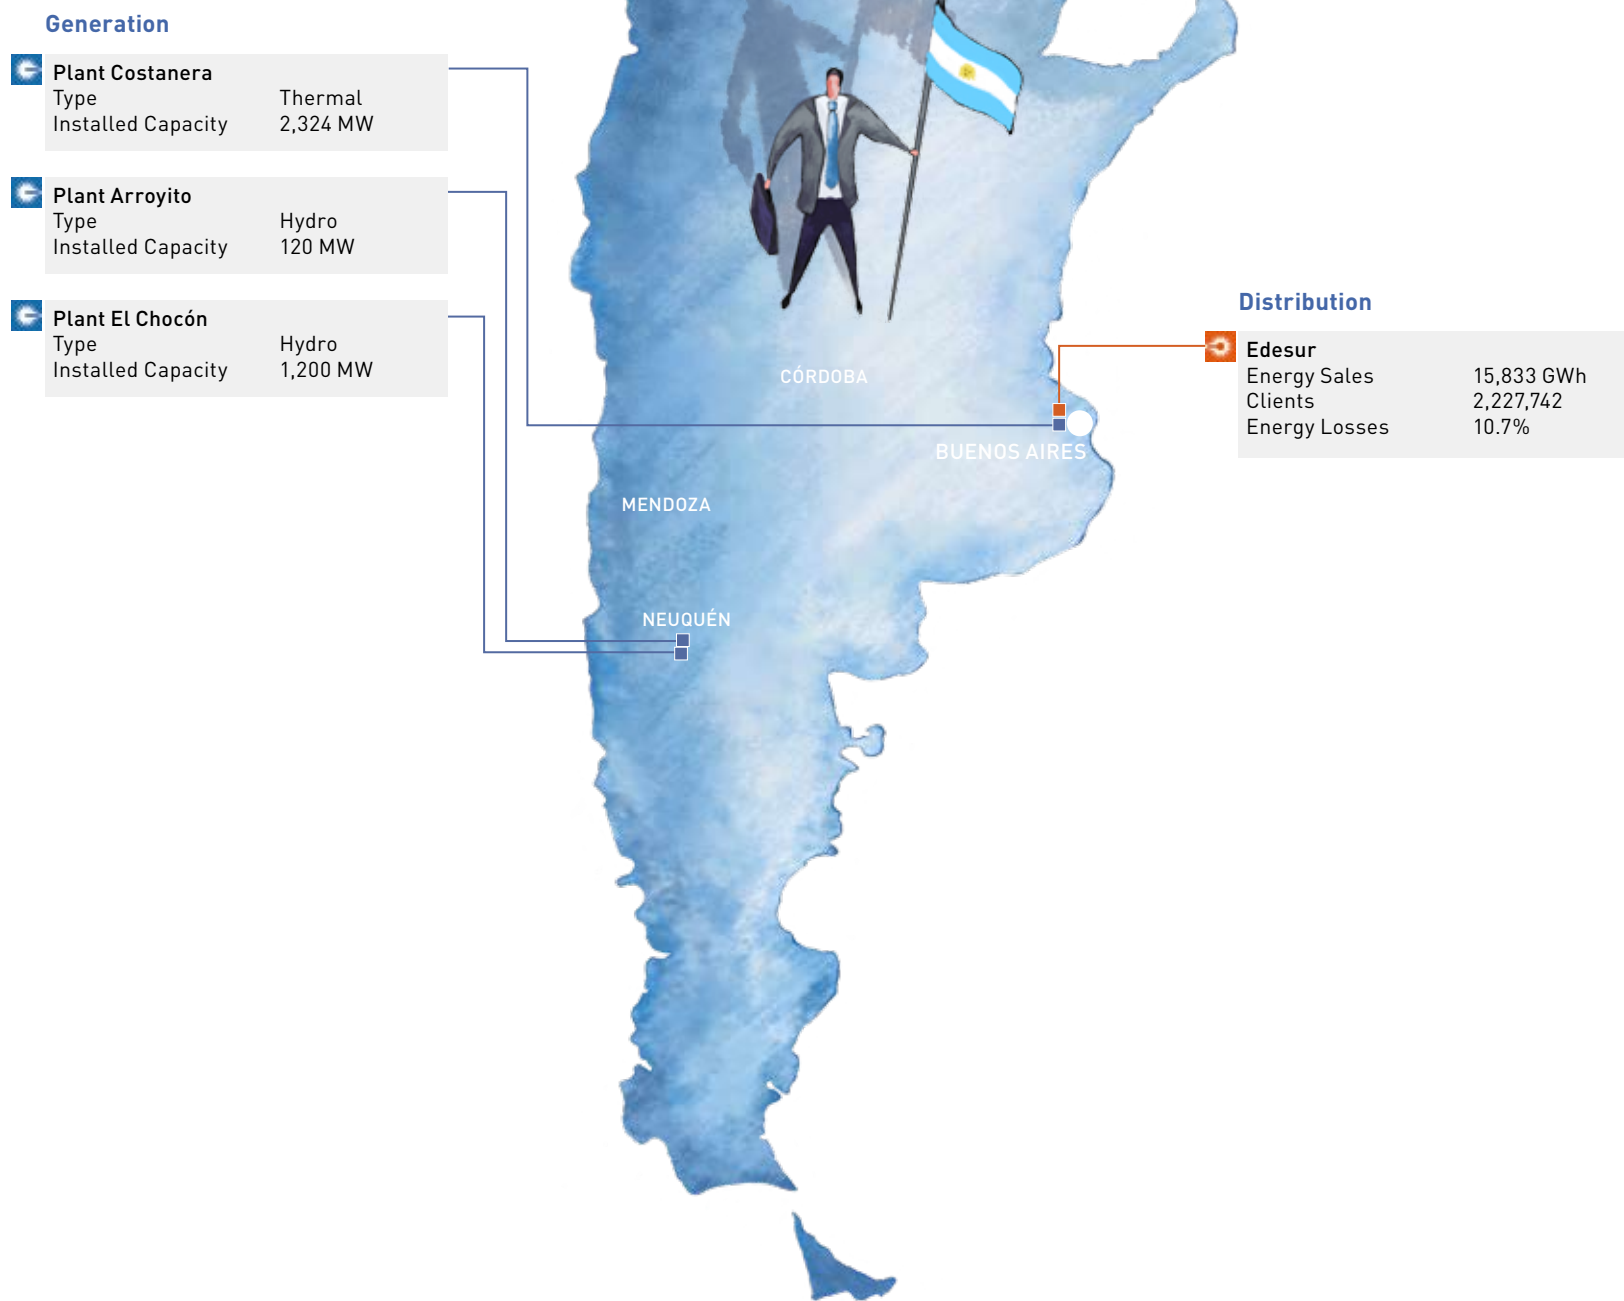 Generation
Plant Costanera
Type Thermal
Installed Capacity 2,324 MW
Plant Arroyito
Type Hydro
Installed Capacity 120 MW
Plant El Chocón
Type Hydro
Installed Capacity 1,200 MW
Distribution
Edesur
Energy Sales 15,833 GWh
Clients 2,227,742
Energy Losses 10.7%
CÓRDOBA
BUENOS AIRES
MENDOZA
NEUQUÉN